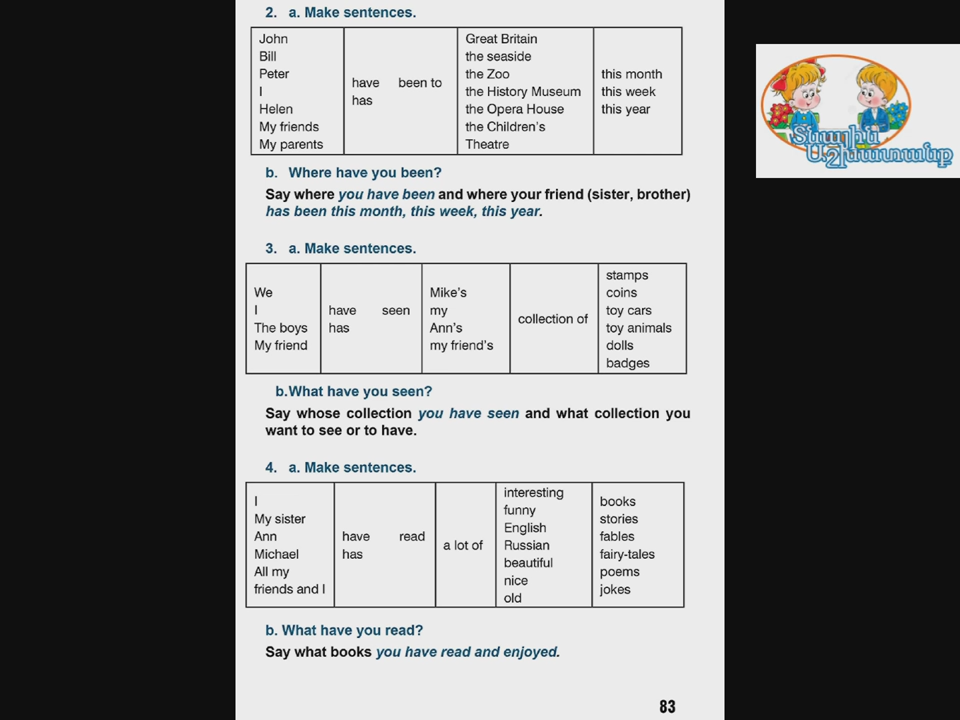 2. a. Make sentences.
John
Bill
Peter
I
Helen
My friends
My parents
have been to
has
Great Britain
the seaside
the Zoo
the History Museum
the Opera House
the Children's
Theatre
this month
this week
this year
b. Where have you been?
Say where you have been and where your friend (sister, brother)
has been this month, this week, this year.
3. a. Make sentences.
We
I
The boys
My friend
have seen
has
Mike's
my
Ann's
my friend's
collection of
stamps
coins
toy cars
toy animals
dolls
badges
b.What have you seen?
Say whose collection you have seen and what collection you
want to see or to have.
4. a. Make sentences.
I
My sister
Ann
Michael
All my
friends and I
have read
has
a lot of
interesting
funny
English
Russian
beautiful
nice
old
books
stories
fables
fairy-tales
poems
jokes
b. What have you read?
Say what books you have read and enjoyed.
83
Տնային
Աշխատանք